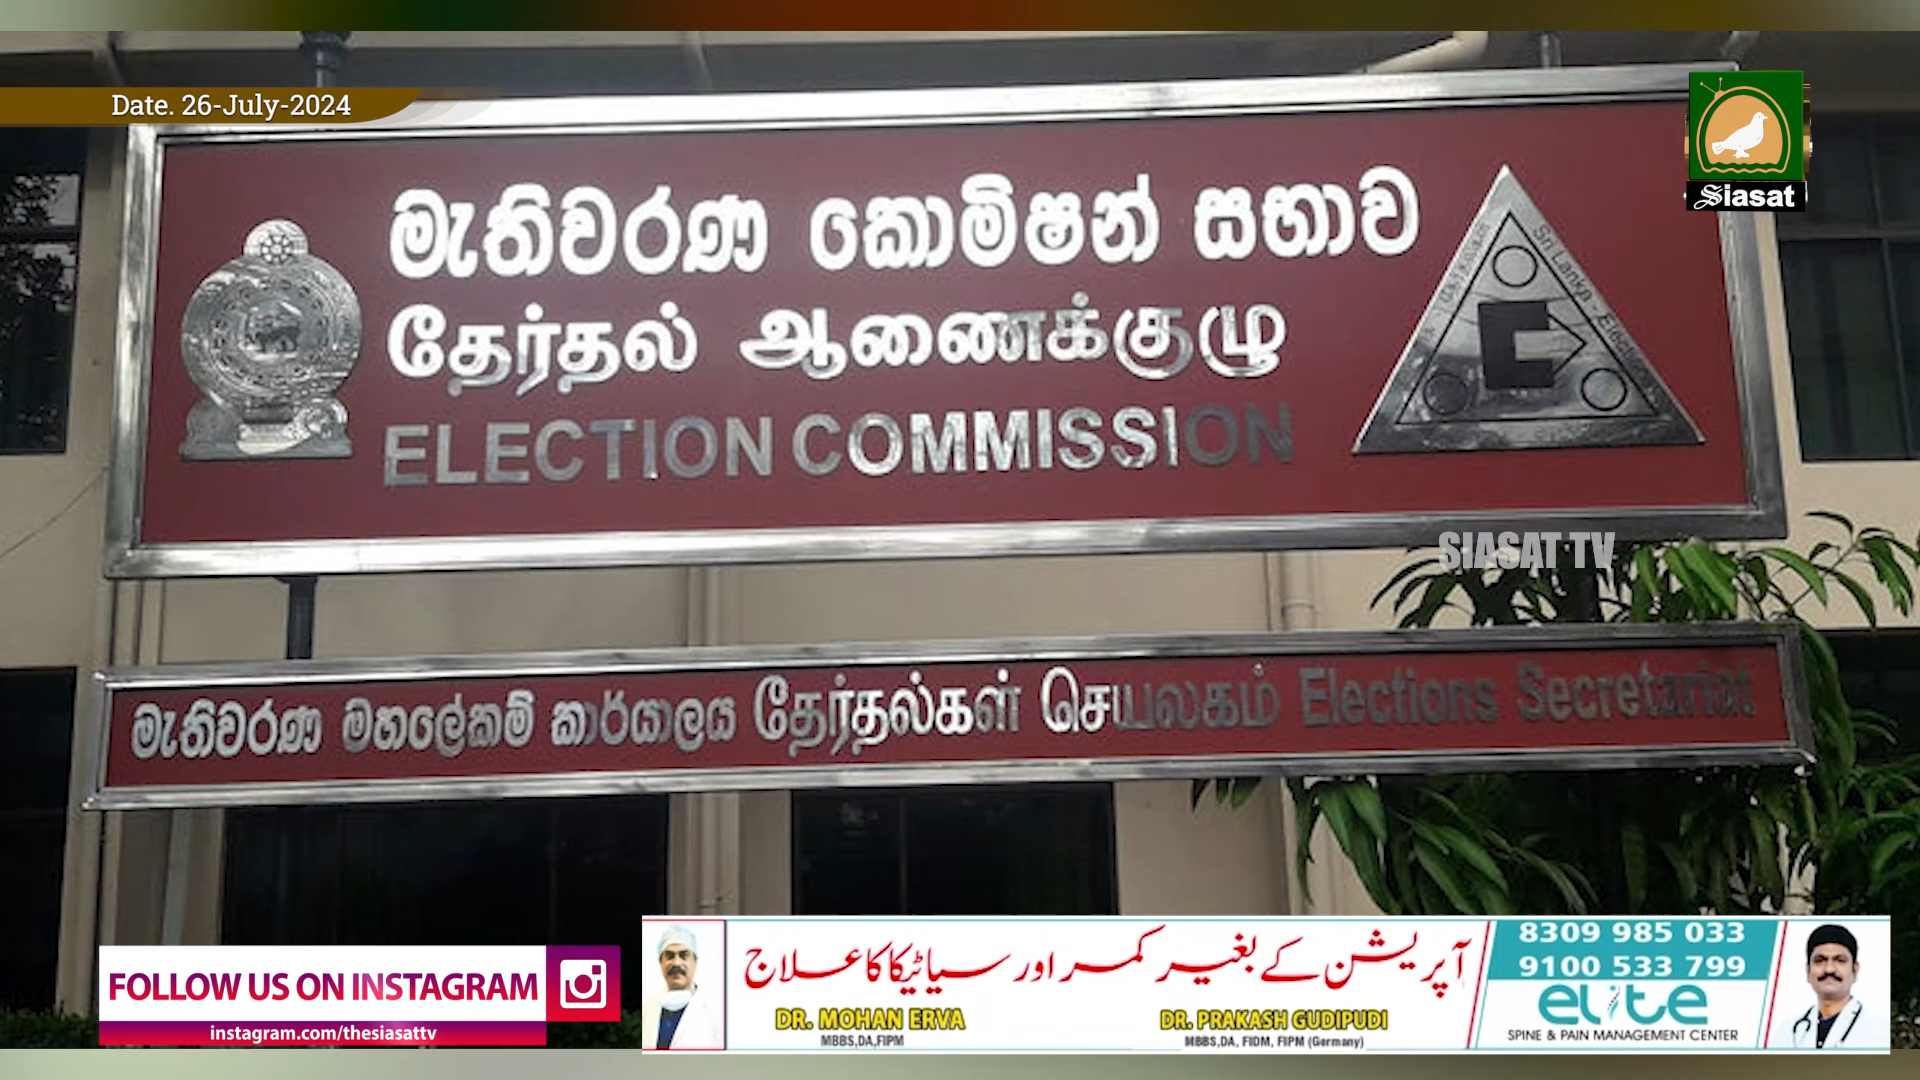 Date. 26-July-2024
Siasat
මැතිවරණ කොමිෂන් සභාව
தேர்தல் ஆணைக்குழு
ELECTION COMMISSION
Sri Lanka - Election
SIASAT TV
මැතිවරණ මහලේකම් කාර්යාලය தேர்தல்கள் செயலகம் Elections Secretariat
FOLLOW US ON INSTAGRAM
instagram.com/thesiasattv
آپریشن کے بغیر کمر اور سیاٹیکا کا علاج
DR. MOHAN ERVA
MBBS,DA,FIPM
DR. PRAKASH GUDIPUDI
MBBS,DA, FIDM, FIPM (Germany)
8309 985 033
9100 533 799
elite
SPINE & PAIN MANAGEMENT CENTER